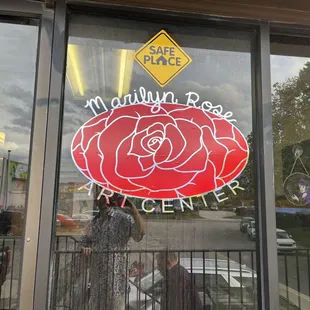 SAFE
PLACE
Marilyn Rose
ART CENTER